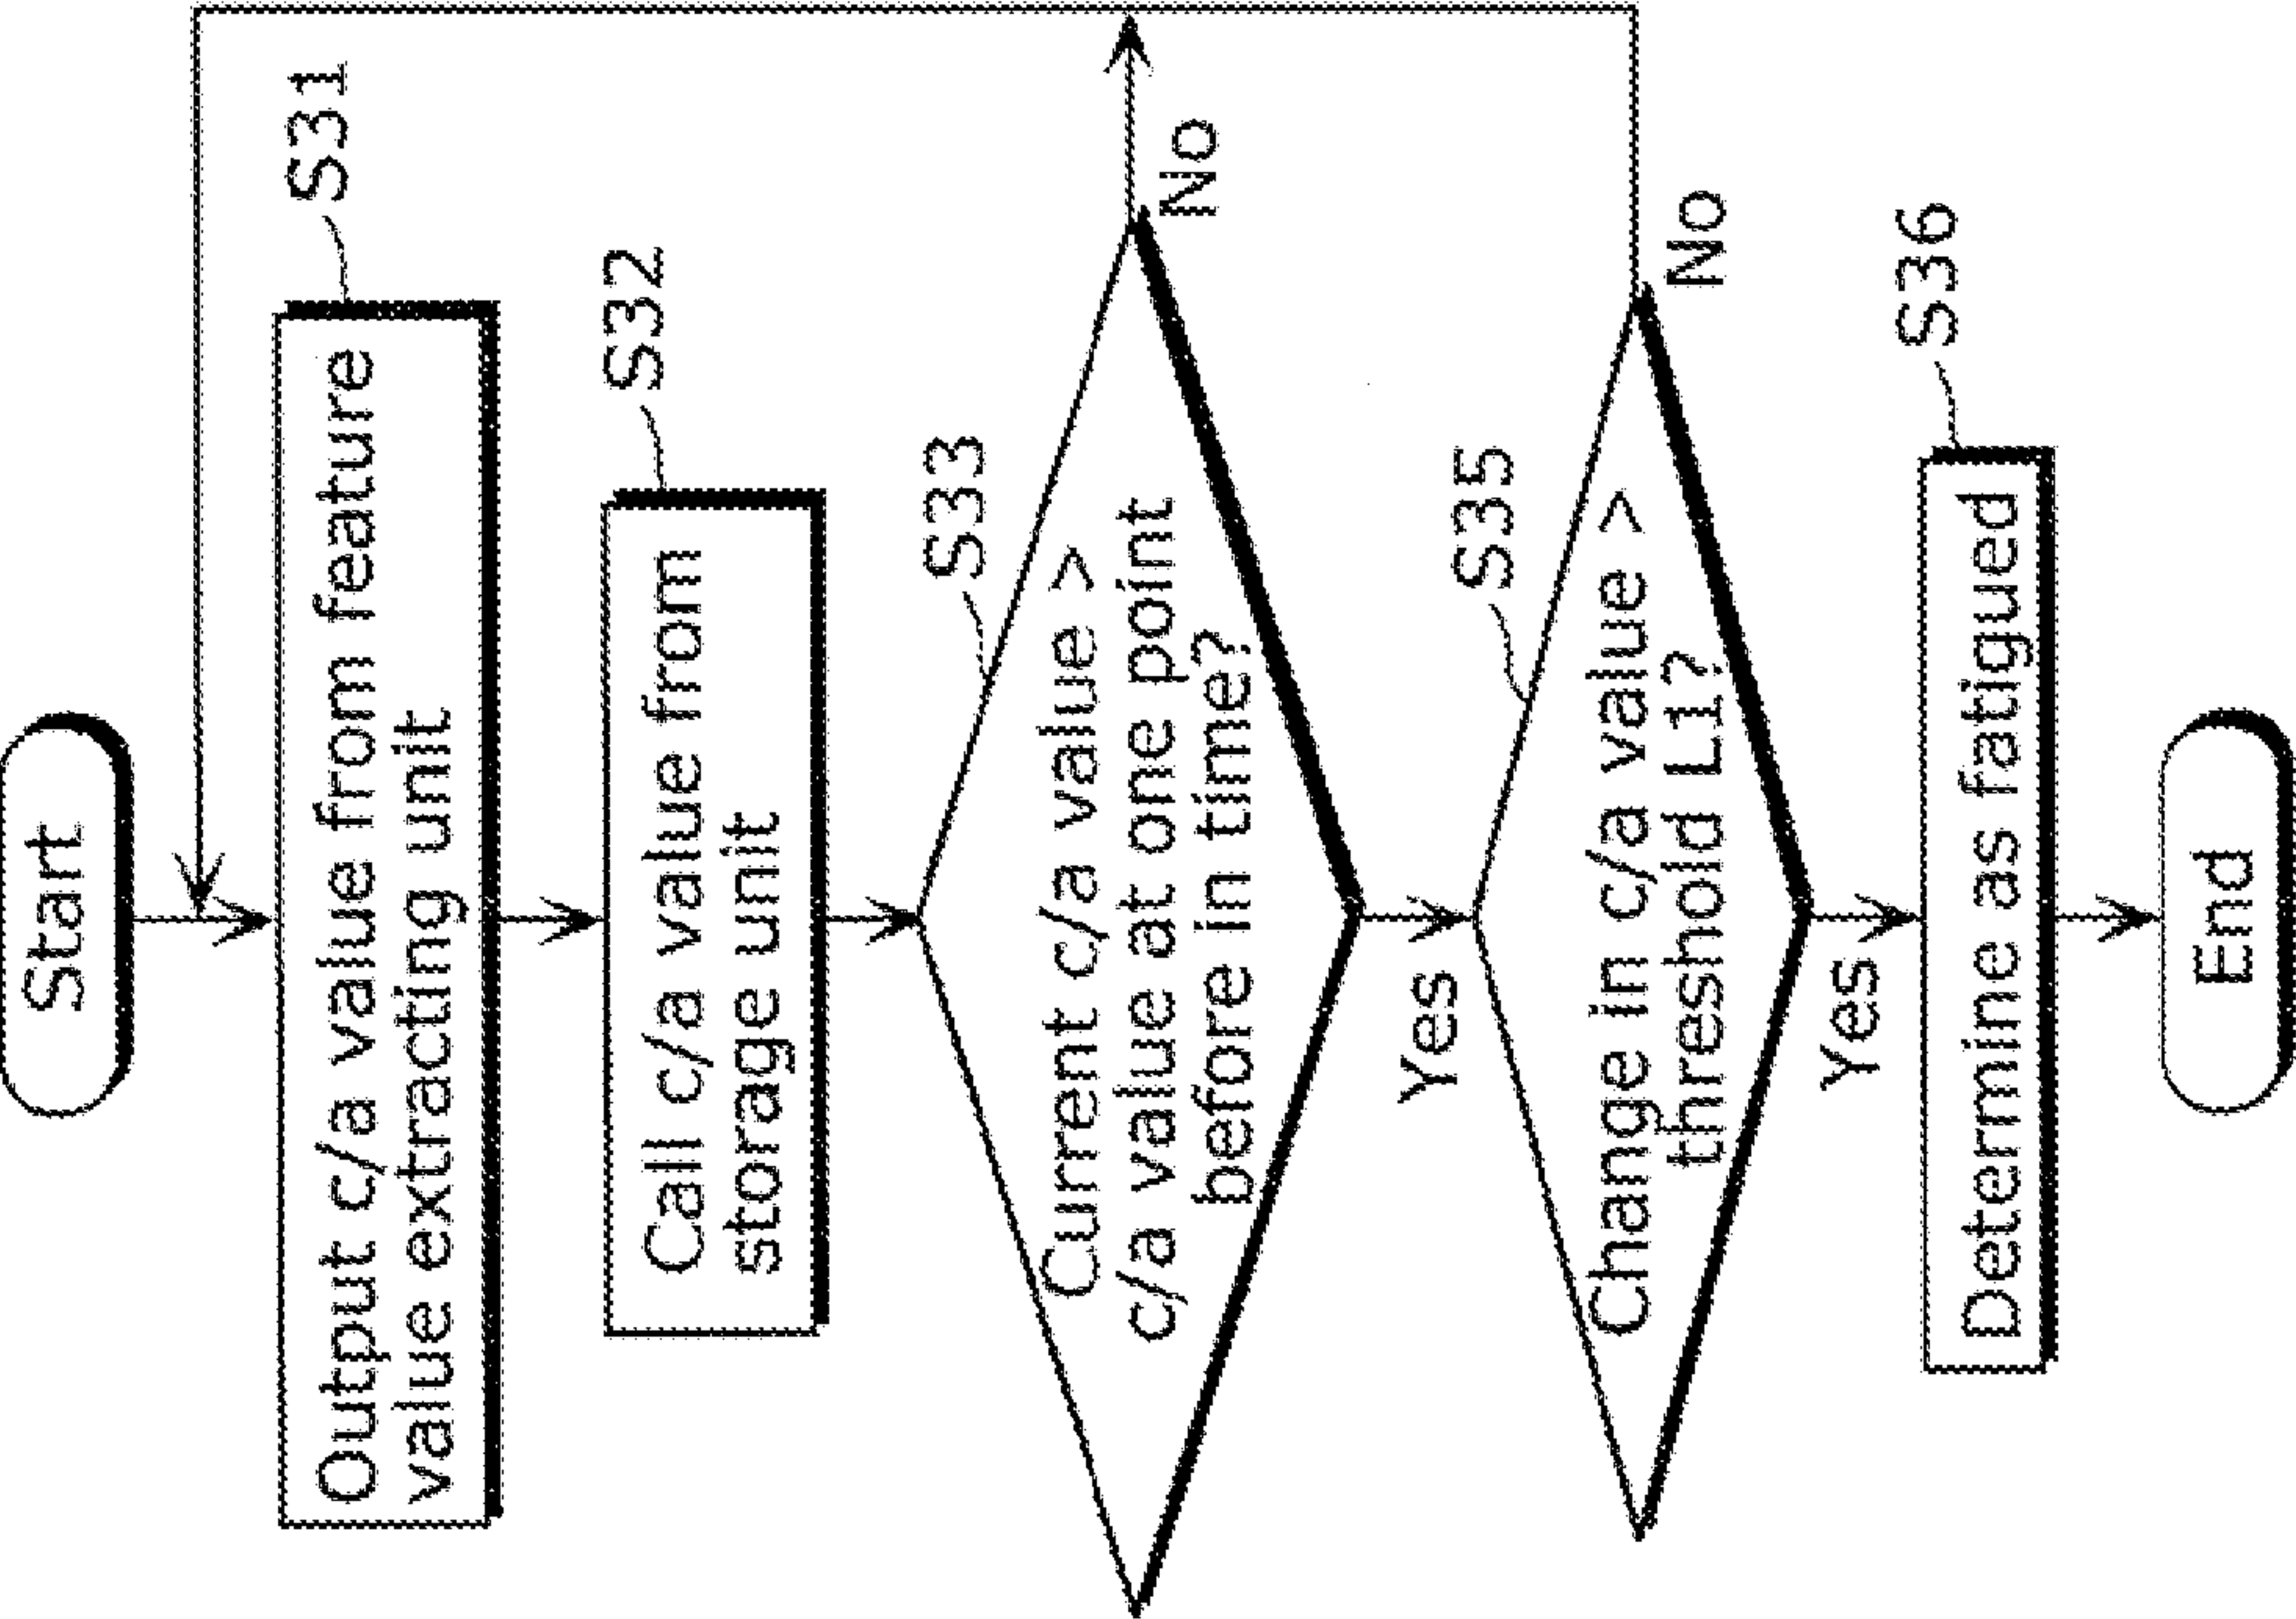 Start
S31
Output c/a value from feature
value extracting unit
S32
Call c/a value from
storage unit
S33
Current c/a value >
c/a value at one point
before in time?
No
Yes
S35
Change in c/a value >
threshold L1?
No
Yes
S36
Determine as fatigued
End